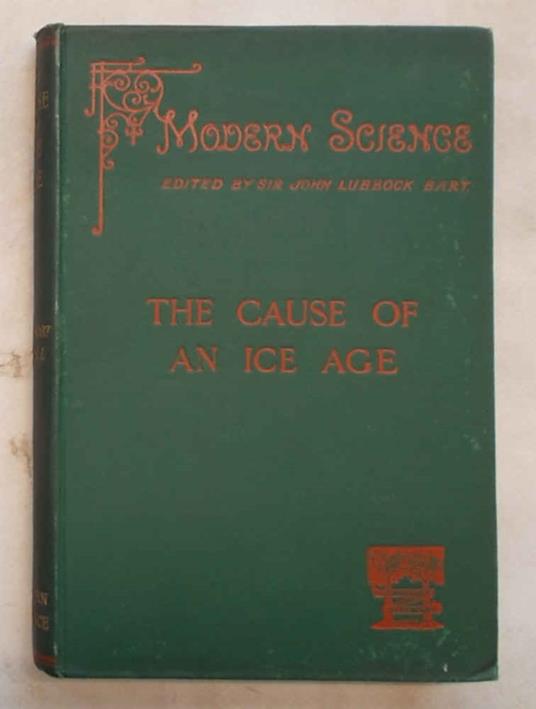 MODERN SCIENCE
EDITED BY SIR JOHN LUBBOCK BART.
THE CAUSE OF
AN ICE AGE